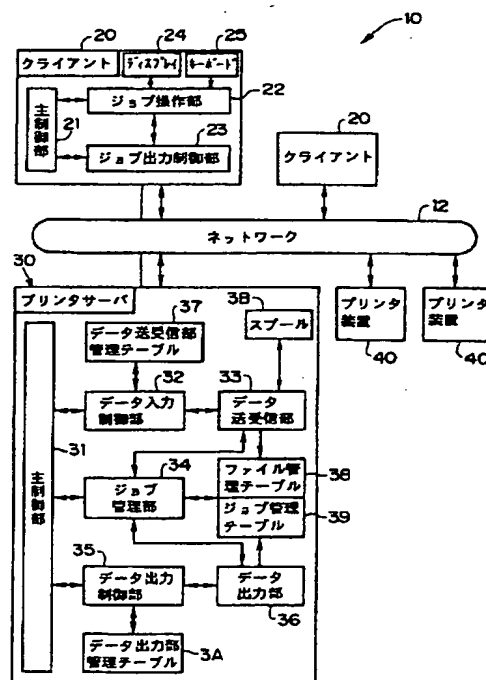 10
20
24
25
クライアント
ディスプレイ
キーボード
主制御部
21
ジョブ操作部
22
23
ジョブ出力制御部
20
クライアント
12
ネットワーク
30
プリンタサーバ
プリンタ
装置
40
プリンタ
装置
40
37
データ送受信部
管理テーブル
38
スプール
32
データ入力
制御部
33
データ
送受信部
31
主制御部
34
ジョブ
管理部
ファイル管
理テーブル
38
ジョブ管理
テーブル
39
35
データ出力
制御部
データ
出力部
36
データ出力部
管理テーブル
3A